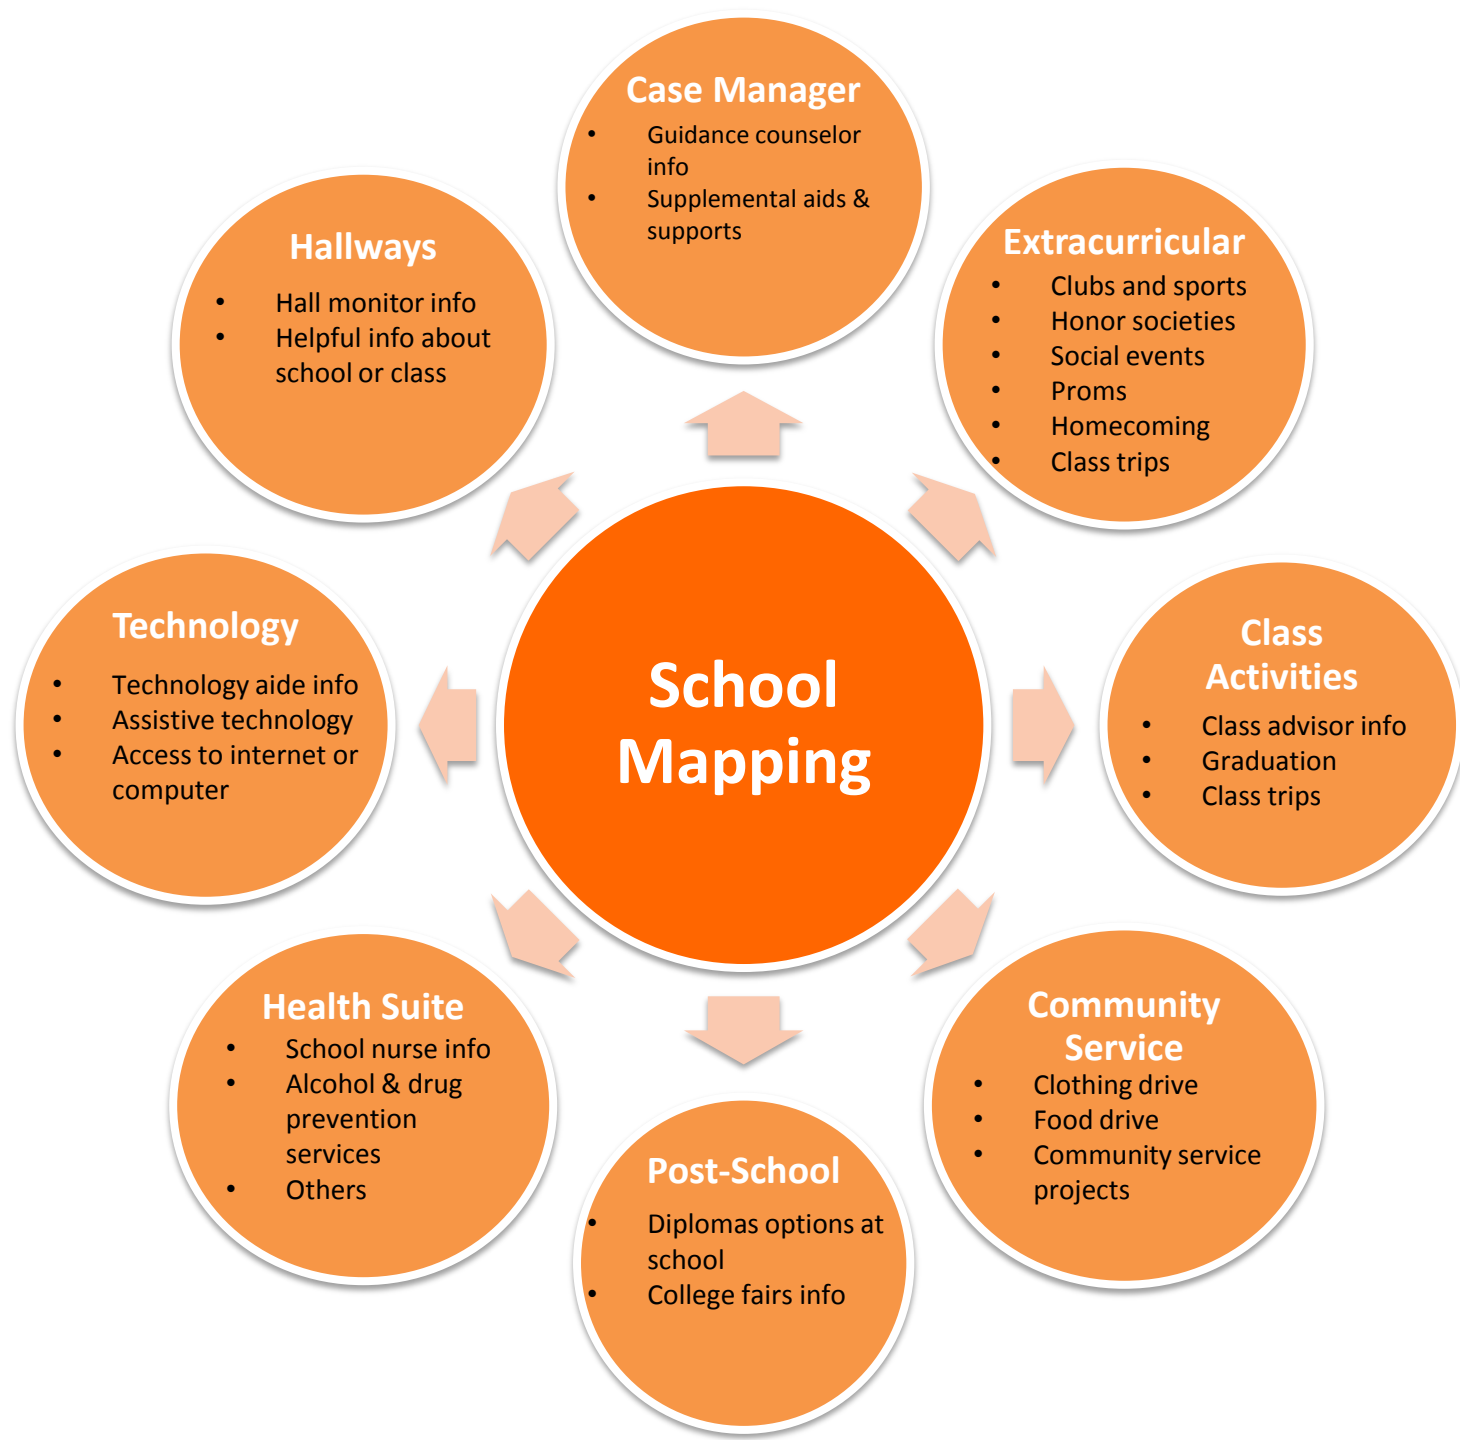 Case Manager
• Guidance counselor
info
• Supplemental aids &
supports
Extracurricular
• Clubs and sports
• Honor societies
• Social events
• Proms
• Homecoming
• Class trips
Class
Activities
• Class advisor info
• Graduation
• Class trips
Community
Service
• Clothing drive
• Food drive
• Community service
projects
Post-School
• Diplomas options at
school
• College fairs info
Health Suite
• School nurse info
• Alcohol & drug
prevention
services
• Others
Technology
• Technology aide info
• Assistive technology
• Access to internet or
computer
Hallways
• Hall monitor info
• Helpful info about
school or class
School
Mapping